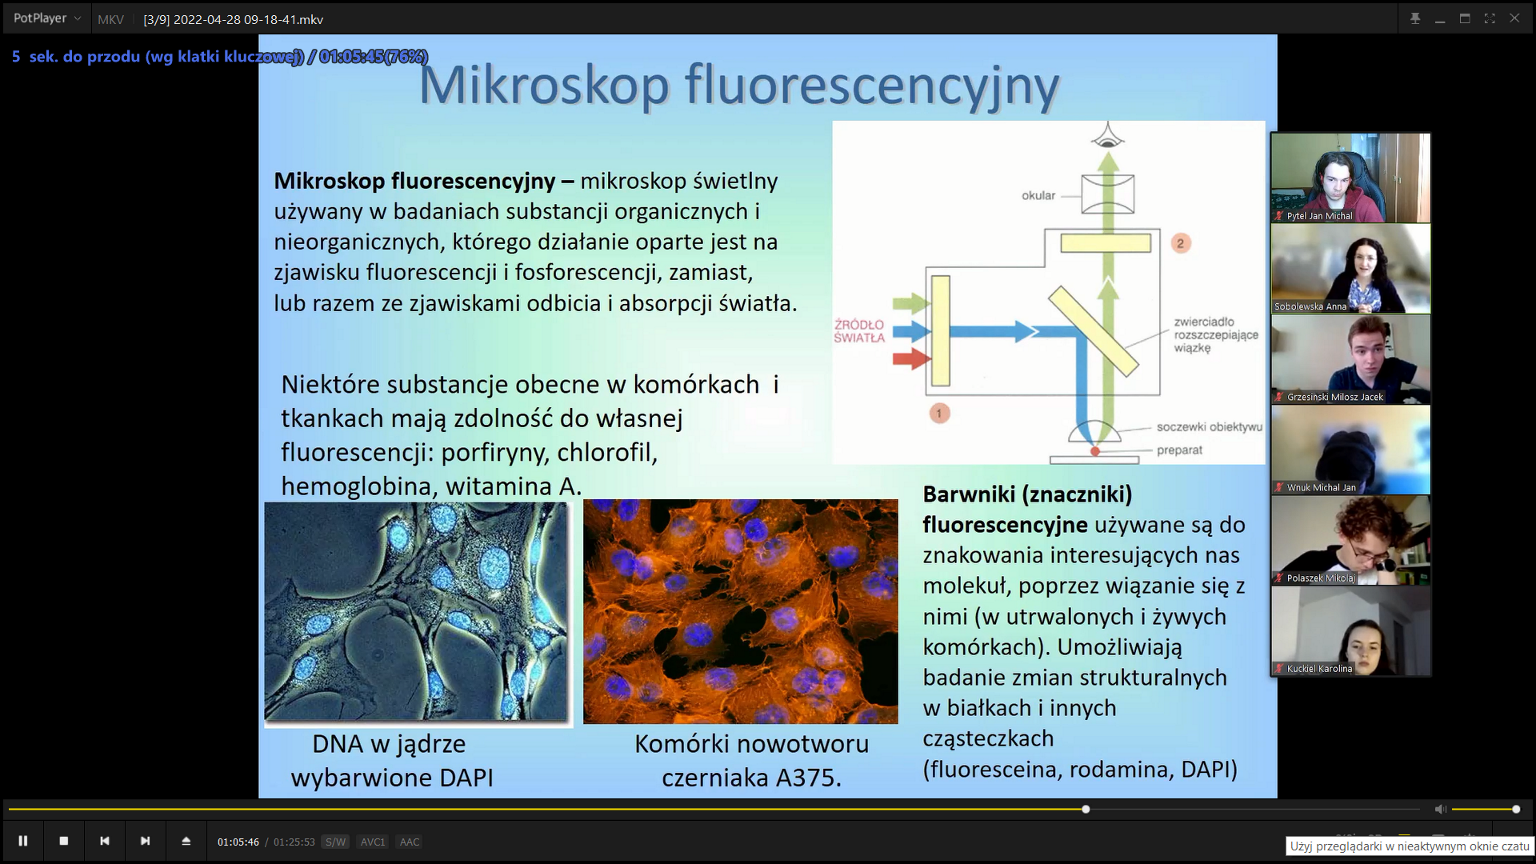 PotPlayer MKV [3/9] 2022-04-28 09-18-41.mkv
5 sek. do przodu (wg klatki kluczowej) / 01:05:45(76%)
Mikroskop fluorescencyjny
Mikroskop fluorescencyjny – mikroskop świetlny
używany w badaniach substancji organicznych i
nieorganicznych, którego działanie oparte jest na
zjawisku fluorescencji i fosforescencji, zamiast,
lub razem ze zjawiskami odbicia i absorpcji światła.
Niektóre substancje obecne w komórkach i
tkankach mają zdolność do własnej
fluorescencji: porfiryny, chlorofil,
hemoglobina, witamina A.
okular
2
ŹRÓDŁO
ŚWIATŁA
zwierciadło
rozszczepiające
wiązkę
1
soczewki obiektywu
preparat
DNA w jądrze
wybarwione DAPI
Komórki nowotworu
czerniaka A375.
Barwniki (znaczniki)
fluorescencyjne używane są do
znakowania interesujących nas
molekuł, poprzez wiązanie się z
nimi (w utrwalonych i żywych
komórkach). Umożliwiają
badanie zmian strukturalnych
w białkach i innych
cząsteczkach
(fluoresceina, rodamina, DAPI)
Pytel Jan Michal
Sobolewska Anna
Grzesinski Milosz Jacek
Wnuk Michal Jan
Polaszek Mikolaj
Kuckiel Karolina
01:05:46 / 01:25:53 S/W AVC1 AAC
Użyj przeglądarki w nieaktywnym oknie czatu